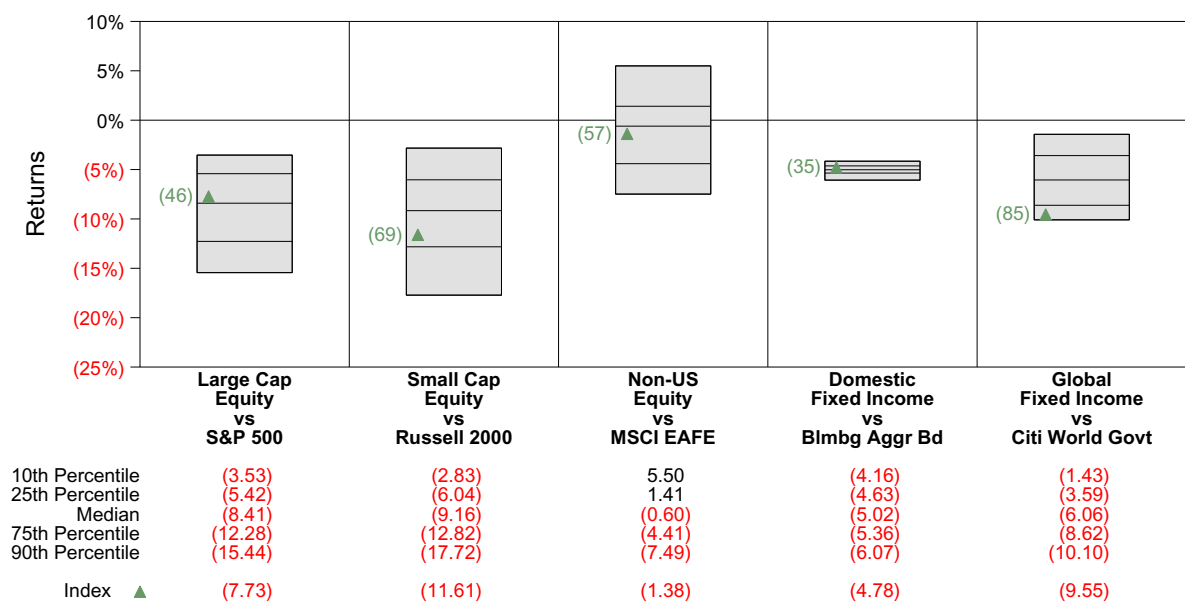 10%
5%
0%
(5%)
(10%)
(15%)
(20%)
(25%)
Returns
(46)
(69)
(57)
(35)
(85)
Large Cap
Equity
vs
S&P 500
Small Cap
Equity
vs
Russell 2000
Non-US
Equity
vs
MSCI EAFE
Domestic
Fixed Income
vs
Blmbg Aggr Bd
Global
Fixed Income
vs
Citi World Govt
10th Percentile (3.53) (2.83) 5.50 (4.16) (1.43)
25th Percentile (5.42) (6.04) 1.41 (4.63) (3.59)
Median (8.41) (9.16) (0.60) (5.02) (6.06)
75th Percentile (12.28) (12.82) (4.41) (5.36) (8.62)
90th Percentile (15.44) (17.72) (7.49) (6.07) (10.10)
Index ▲ (7.73) (11.61) (1.38) (4.78) (9.55)